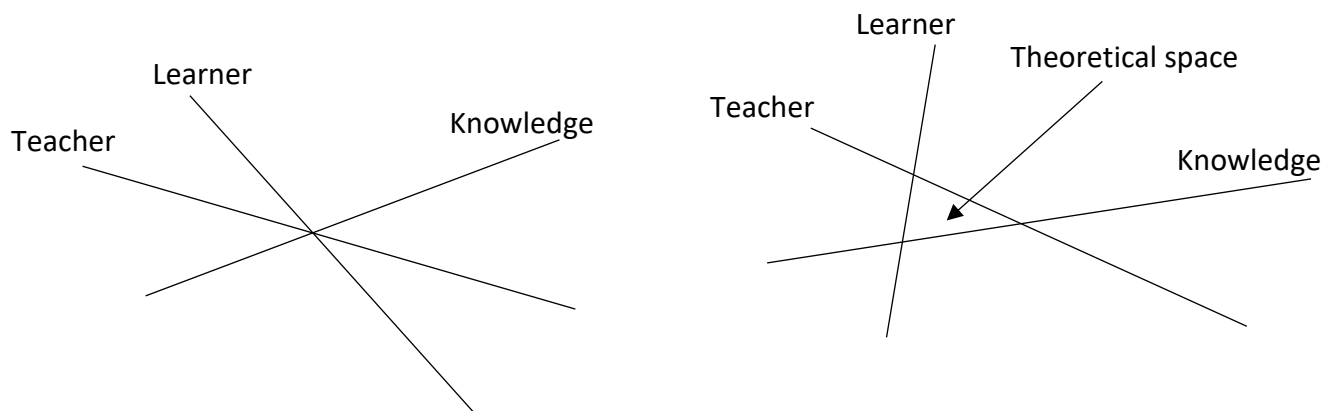 Learner
Teacher
Knowledge
Learner
Theoretical space
Teacher
Knowledge